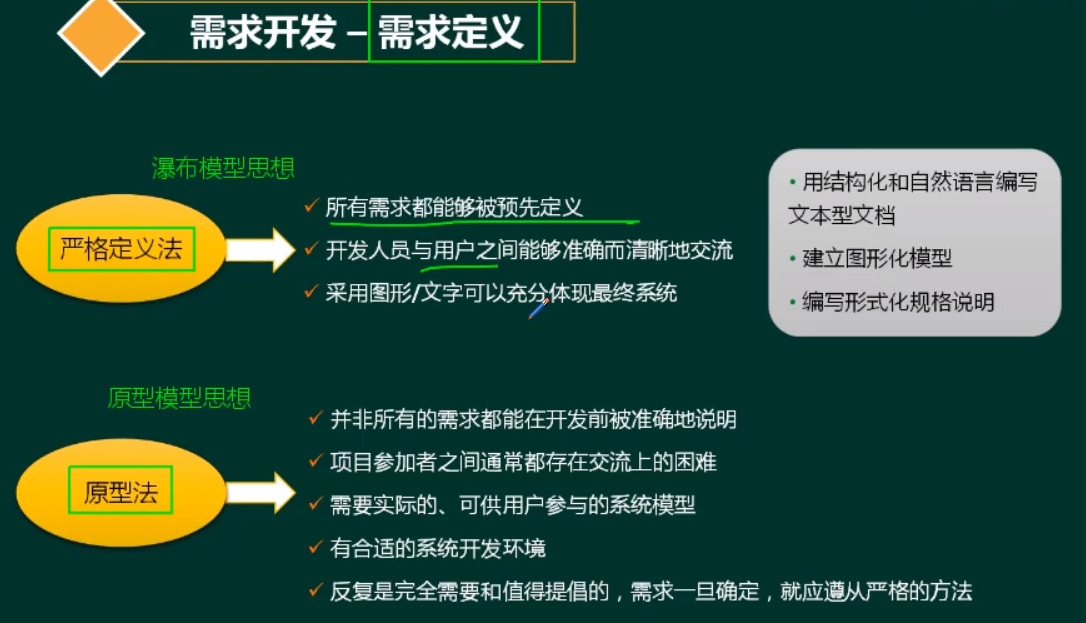 需求开发 – 需求定义
瀑布模型思想
严格定义法
✓ 所有需求都能够被预先定义
✓ 开发人员与用户之间能够准确而清晰地交流
✓ 采用图形/文字可以充分体现最终系统
• 用结构化和自然语言编写
文本型文档
• 建立图形化模型
• 编写形式化规格说明
原型模型思想
原型法
✓ 并非所有的需求都能在开发前被准确地说明
✓ 项目参加者之间通常都存在交流上的困难
✓ 需要实际的、可供用户参与的系统模型
✓ 有合适的系统开发环境
✓ 反复是完全需要和值得提倡的，需求一旦确定，就应遵从严格的方法